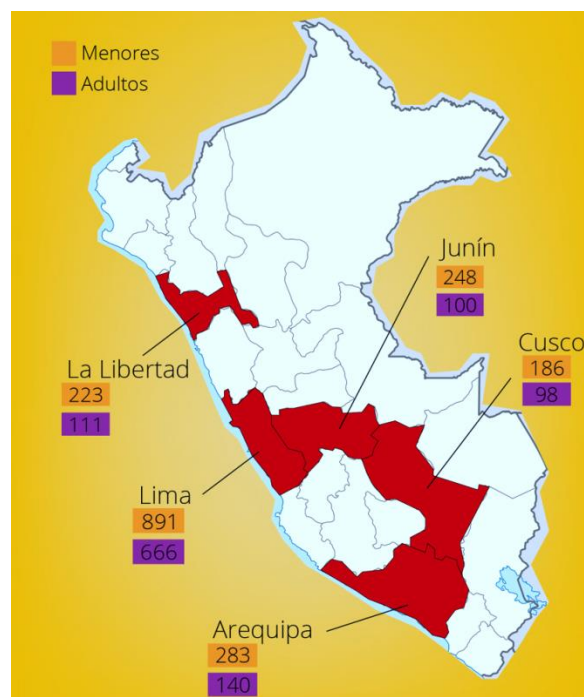 Menores
Adultos
Junín
248
100
Cusco
186
98
La Libertad
223
111
Lima
891
666
Arequipa
283
140